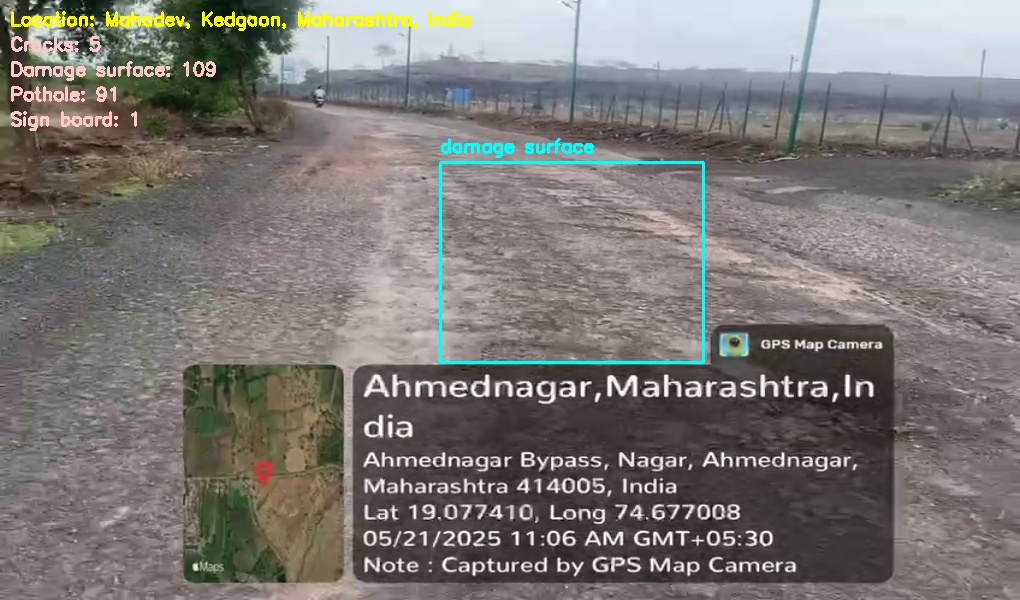 Location: Mahadev, Kedgaon, Maharashtra, India
Cracks: 5
Damage surface: 109
Pothole: 91
Sign board: 1
damage surface
GPS Map Camera
Ahmednagar,Maharashtra,In
dia
Ahmednagar Bypass, Nagar, Ahmednagar,
Maharashtra 414005, India
Lat 19.077410, Long 74.677008
05/21/2025 11:06 AM GMT+05:30
Note : Captured by GPS Map Camera
Maps